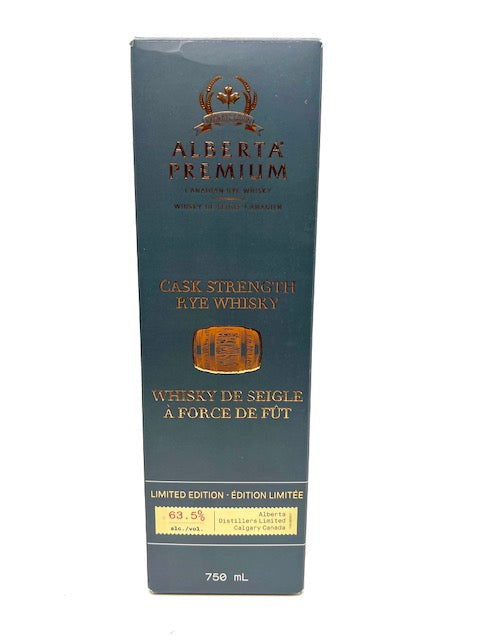 ALBERTA
PREMIUM
CANADIAN RYE WHISKY
WHISKY DE SEIGLE CANADIEN
CASK STRENGTH
RYE WHISKY
WHISKY DE SEIGLE
À FORCE DE FÛT
LIMITED EDITION - ÉDITION LIMITÉE
63.5%
alc./vol.
Alberta
Distillers Limited
Calgary Canada
750 mL